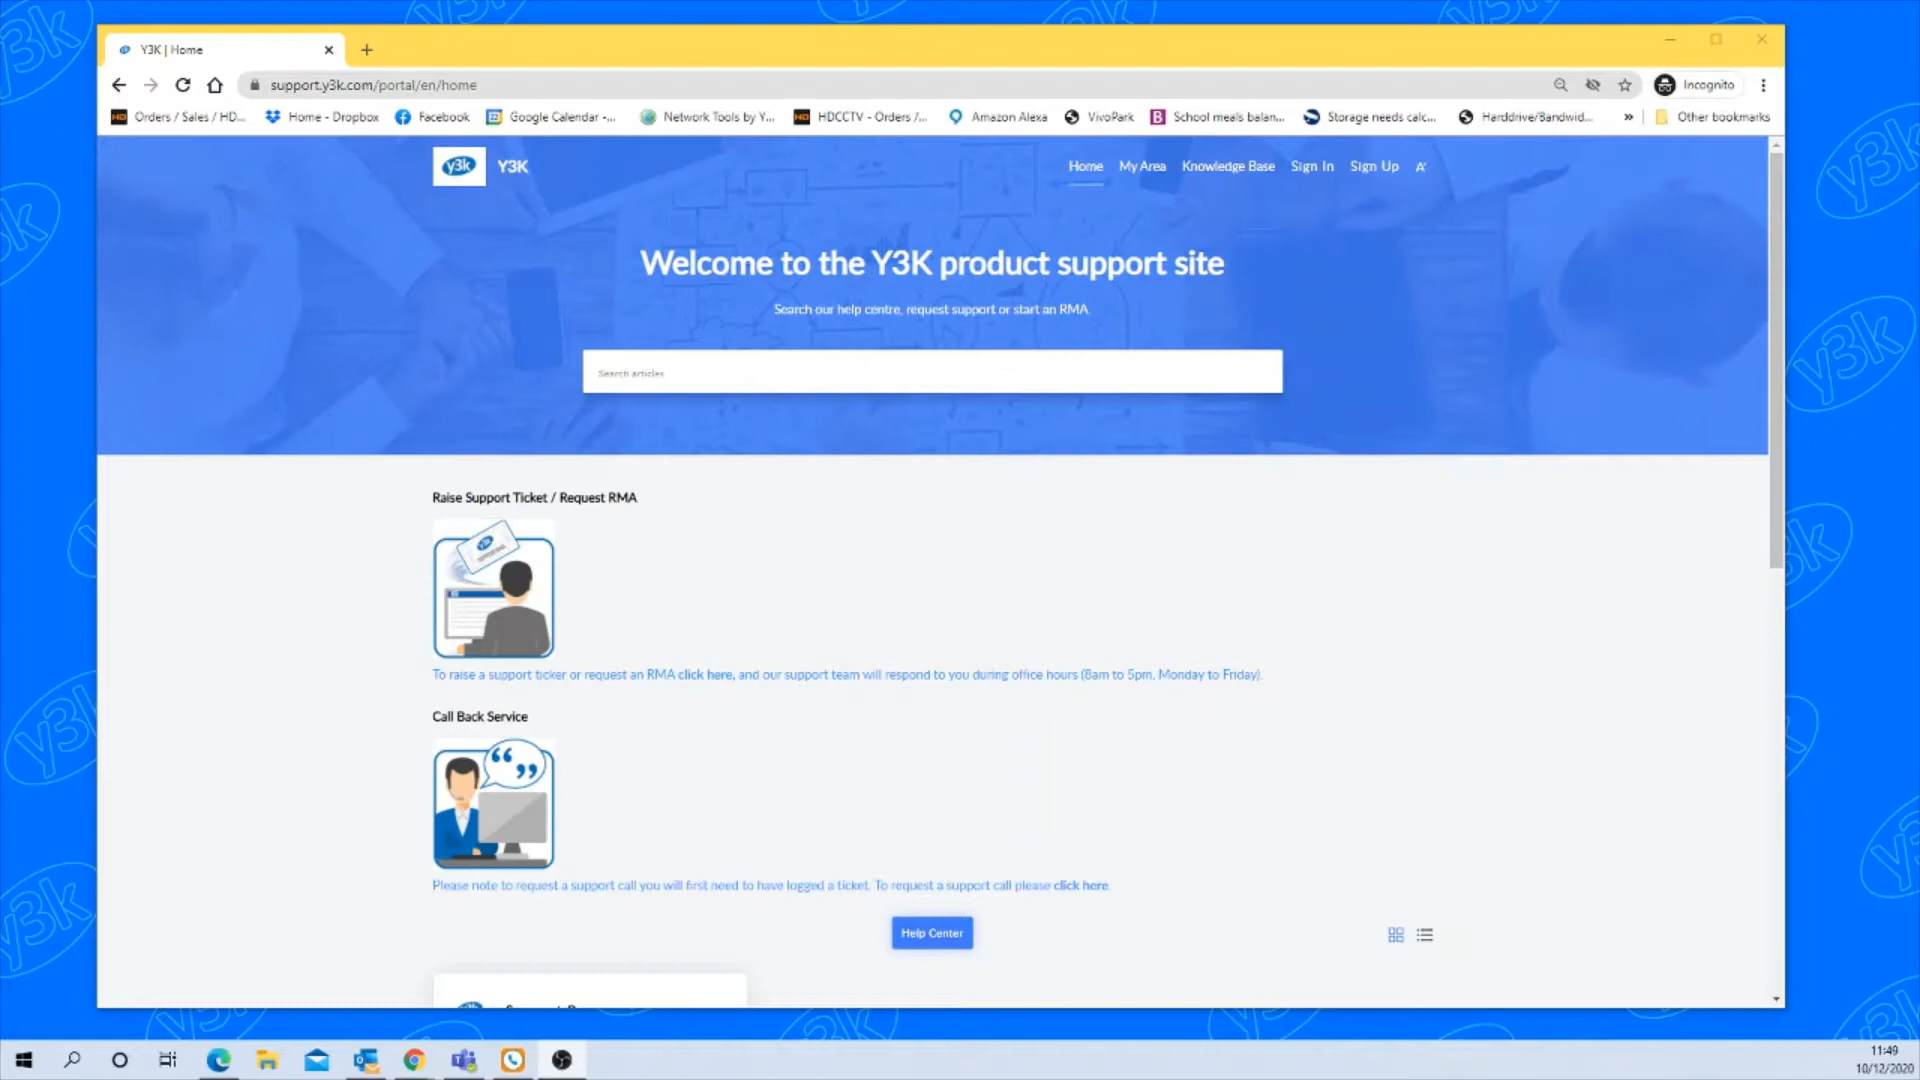 Y3K | Home
support.y3k.com/portal/en/home
Incognito
Orders / Sales / HD...
Home - Dropbox
Facebook
Google Calendar -...
Network Tools by Y...
HDCCTV - Orders /...
Amazon Alexa
VivoPark
School meals balan...
Storage needs calc...
Harddrive/Bandwid...
»
Other bookmarks
y3k
Y3K
Home
My Area
Knowledge Base
Sign In
Sign Up
Welcome to the Y3K product support site
Search our help centre, request support or start an RMA.
Search articles
Raise Support Ticket / Request RMA
To raise a support ticker or request an RMA click here, and our support team will respond to you during office hours (8am to 5pm, Monday to Friday).
Call Back Service
Please note to request a support call you will first need to have logged a ticket. To request a support call please click here.
Help Center
11:49
10/12/2020